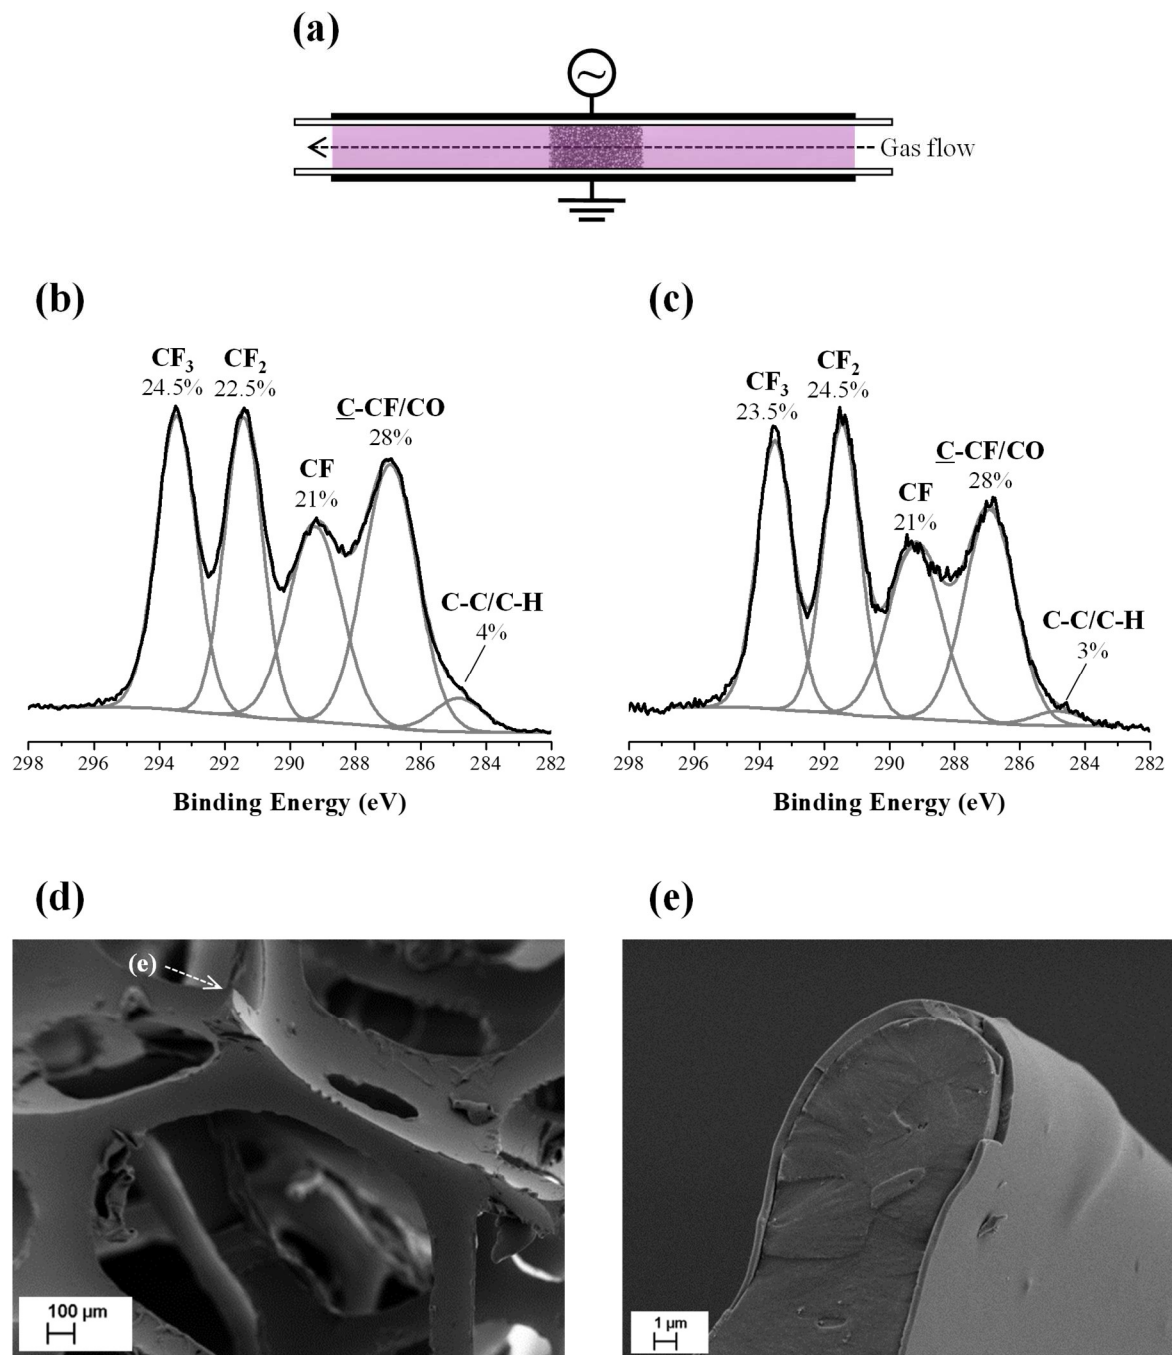 (a)
~
Gas flow
(b)
CF₃
24.5%
CF₂
22.5%
CF
21%
C-CF/CO
28%
C-C/C-H
4%
298 296 294 292 290 288 286 284 282
Binding Energy (eV)
(c)
CF₃
23.5%
CF₂
24.5%
CF
21%
C-CF/CO
28%
C-C/C-H
3%
298 296 294 292 290 288 286 284 282
Binding Energy (eV)
(d)
(e)
100 µm
(e)
1 µm